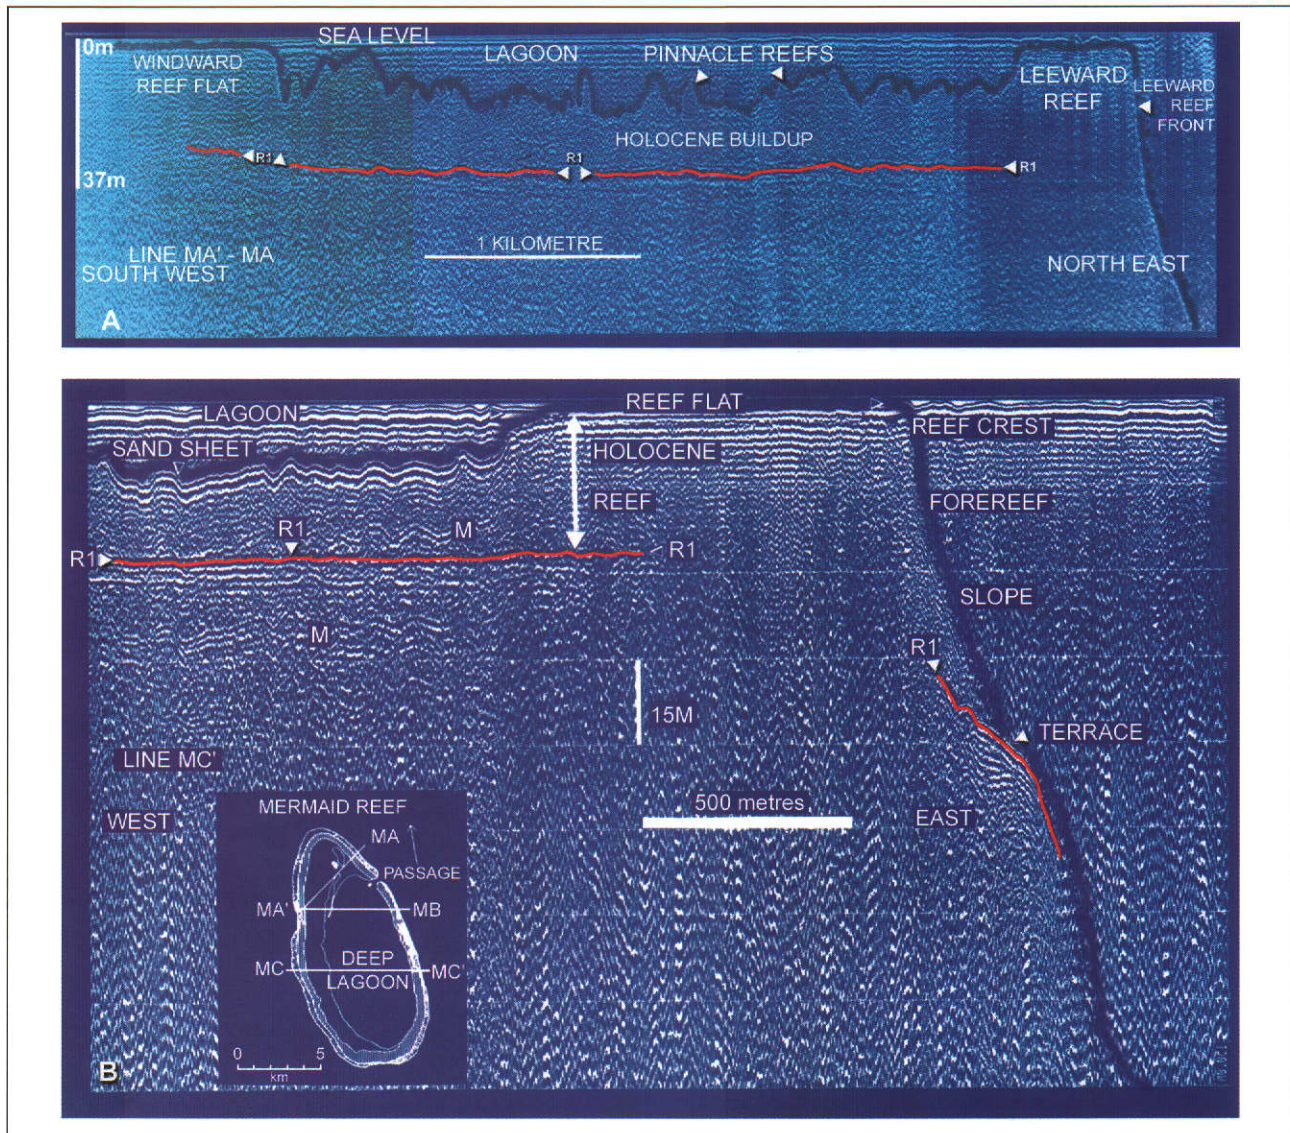 0m
SEA LEVEL
WINDWARD
REEF FLAT
LAGOON
PINNACLE REEFS
LEEWARD
REEF
LEEWARD
REEF
FRONT
HOLOCENE BUILDUP
R1
R1
R1
37m
1 KILOMETRE
LINE MA' - MA
SOUTH WEST
NORTH EAST
A
LAGOON
REEF FLAT
SAND SHEET
HOLOCENE
REEF CREST
REEF
FOREREEF
R1
M
R1
R1
SLOPE
M
R1
15M
TERRACE
LINE MC'
500 metres
WEST
EAST
MERMAID REEF
MA
PASSAGE
MA'
MB
DEEP
LAGOON
MC
MC'
0 5
km
B